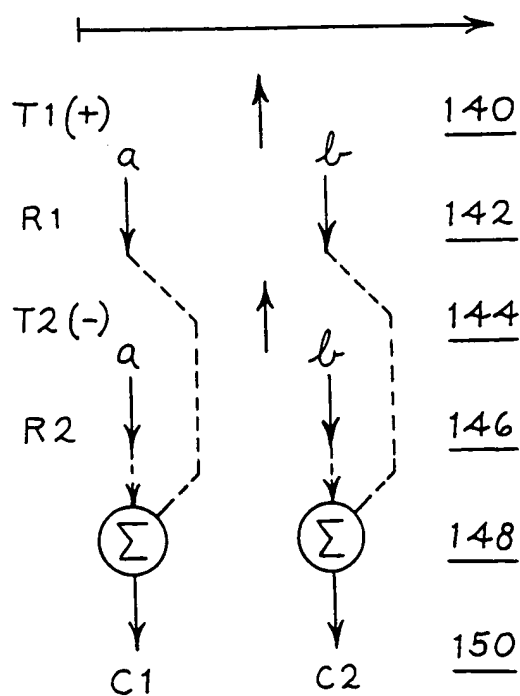 T1(+) 140
a b
R1 142
T2(-) 144
a b
R2 146
Σ Σ 148
C1 C2 150